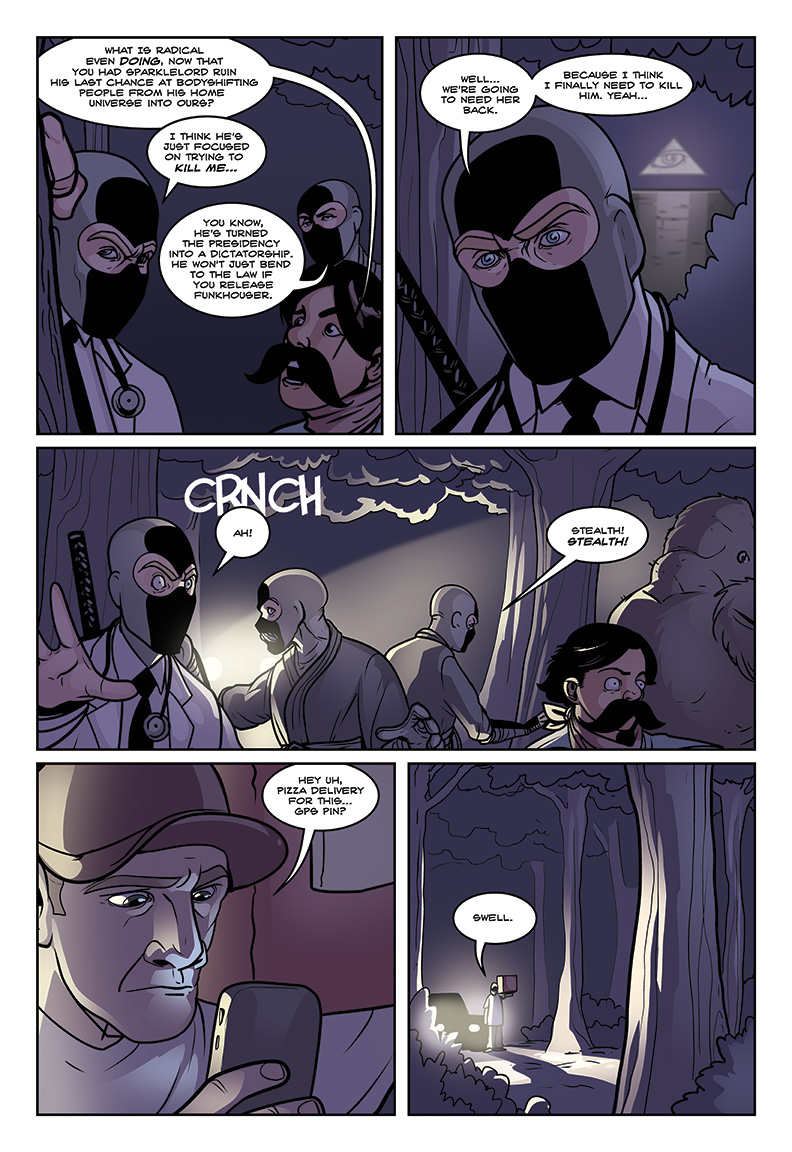 WHAT IS RADICAL
EVEN DOING, NOW THAT
YOU HAD SPARKLELORD RUIN
HIS LAST CHANCE AT BODYSHIFTING
PEOPLE FROM HIS HOME
UNIVERSE INTO OURS?
I THINK HE'S
JUST FOCUSED
ON TRYING TO
KILL ME...
YOU KNOW,
HE'S TURNED
THE PRESIDENCY
INTO A DICTATORSHIP.
HE WON'T JUST BEND
TO THE LAW IF
YOU RELEASE
FUNKHOUSER.
WELL...
WE'RE GOING
TO NEED HER
BACK.
BECAUSE I THINK
I FINALLY NEED TO KILL
HIM. YEAH...
CRNCH
AH!
STEALTH!
STEALTH!
HEY UH,
PIZZA DELIVERY
FOR THIS...
GPS PIN?
SWELL.